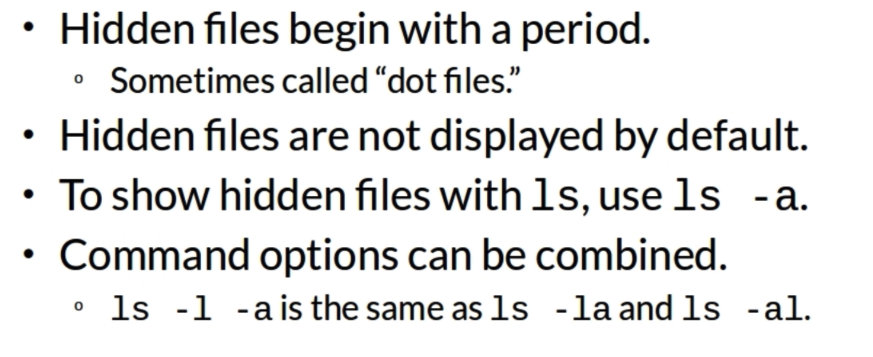 • Hidden files begin with a period.
o Sometimes called “dot files.”
• Hidden files are not displayed by default.
• To show hidden files with ls, use ls -a.
• Command options can be combined.
o ls -l -a is the same as ls -la and ls -al.